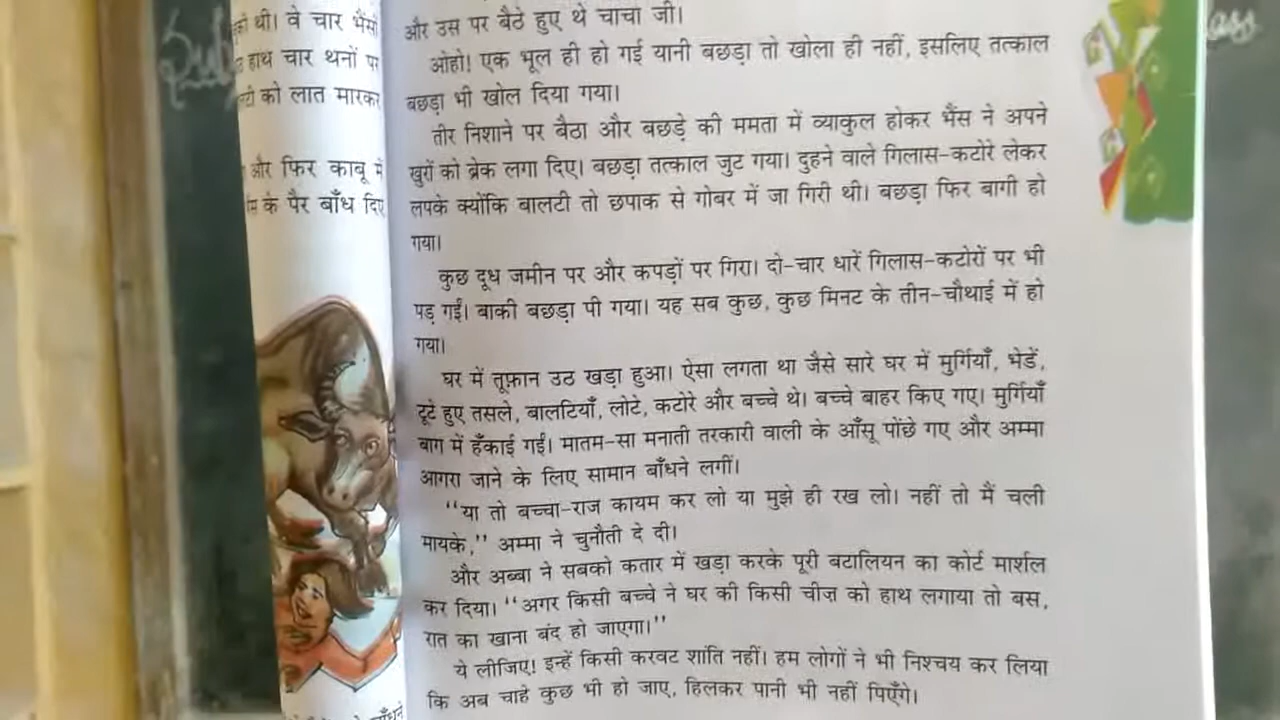 थी। वे चार भैंसों
हाथ चार थनों पर
को लात मारकर
और फिर काबू में
के पैर बाँध दिए
और उस पर बैठे हुए थे चाचा जी।
ओहो! एक भूल ही हो गई यानी बछड़ा तो खोला ही नहीं, इसलिए तत्काल
बछड़ा भी खोल दिया गया।
तीर निशाने पर बैठा और बछड़े की ममता में व्याकुल होकर भैंस ने अपने
खुरों को ब्रेक लगा दिए। बछड़ा तत्काल जुट गया। दुहने वाले गिलास-कटोरे लेकर
लपके क्योंकि बालटी तो छपाक से गोबर में जा गिरी थी। बछड़ा फिर बागी हो
गया।
कुछ दूध जमीन पर और कपड़ों पर गिरा। दो-चार धारें गिलास-कटोरों पर भी
पड़ गईं। बाकी बछड़ा पी गया। यह सब कुछ, कुछ मिनट के तीन-चौथाई में हो
गया।
घर में तूफ़ान उठ खड़ा हुआ। ऐसा लगता था जैसे सारे घर में मुर्गियाँ, भेडें,
टूटे हुए तसले, बालटियाँ, लोटे, कटोरे और बच्चे थे। बच्चे बाहर किए गए। मुर्गियाँ
बाग में हँकाई गईं। मातम-सा मनाती तरकारी वाली के आँसू पोंछे गए और अम्मा
आगरा जाने के लिए सामान बाँधने लगीं।
“या तो बच्चा-राज कायम कर लो या मुझे ही रख लो। नहीं तो मैं चली
मायके,” अम्मा ने चुनौती दे दी।
और अब्बा ने सबको कतार में खड़ा करके पूरी बटालियन का कोर्ट मार्शल
कर दिया। “अगर किसी बच्चे ने घर की किसी चीज़ को हाथ लगाया तो बस,
रात का खाना बंद हो जाएगा।”
ये लीजिए! इन्हें किसी करवट शांति नहीं। हम लोगों ने भी निश्चय कर लिया
कि अब चाहे कुछ भी हो जाए, हिलकर पानी भी नहीं पिएँगे।